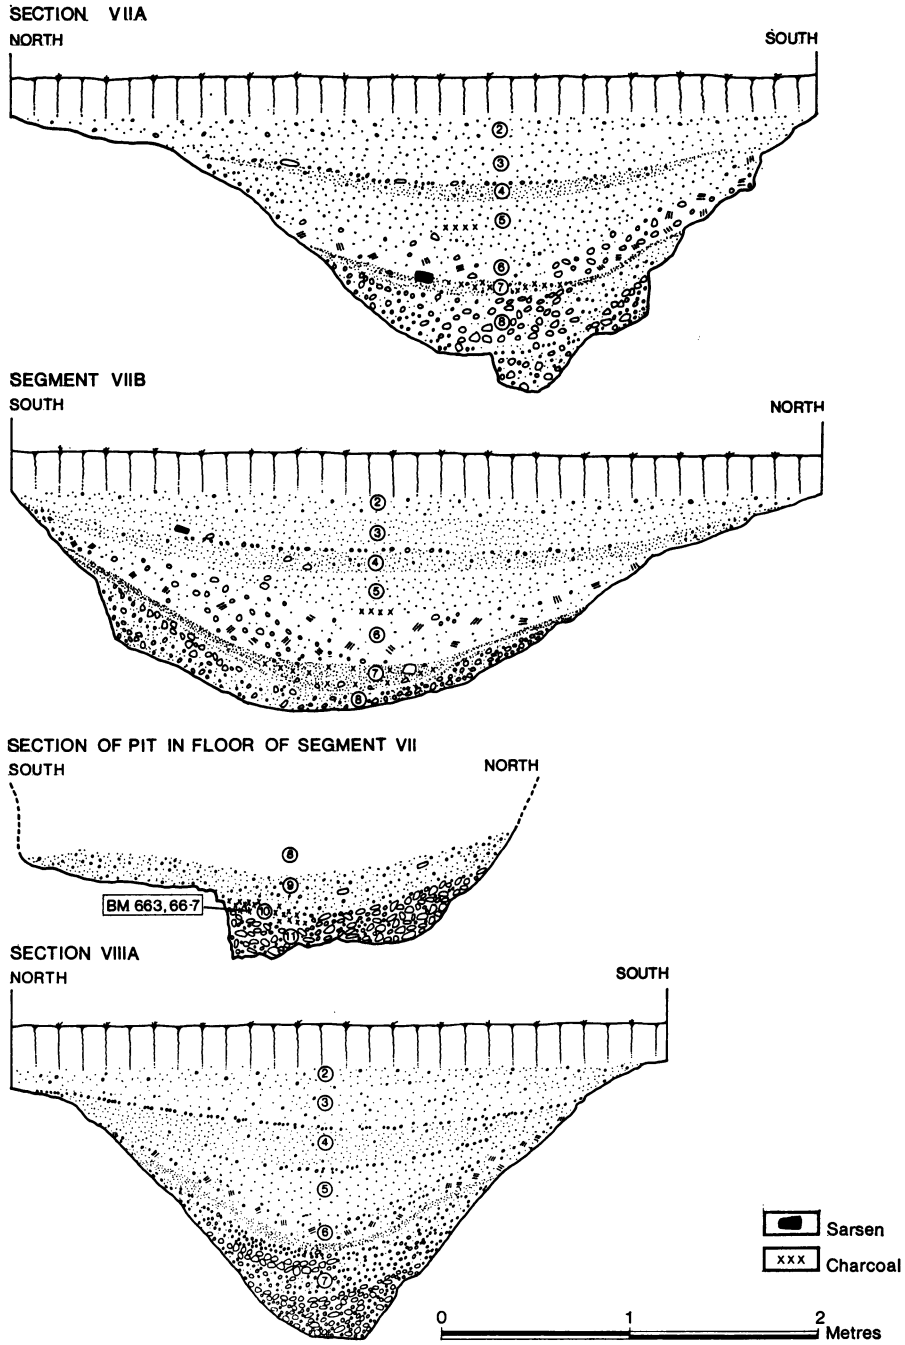 SECTION VIIA
NORTH SOUTH
2
3
4
5
6
7
8
SEGMENT VIIB
SOUTH NORTH
2
3
4
5
6
7
8
SECTION OF PIT IN FLOOR OF SEGMENT VII
SOUTH NORTH
8
9
BM 663, 66·7 10
11
SECTION VIIIA
NORTH SOUTH
2
3
4
5
6
7
Sarsen
xxx Charcoal
0 1 2
Metres